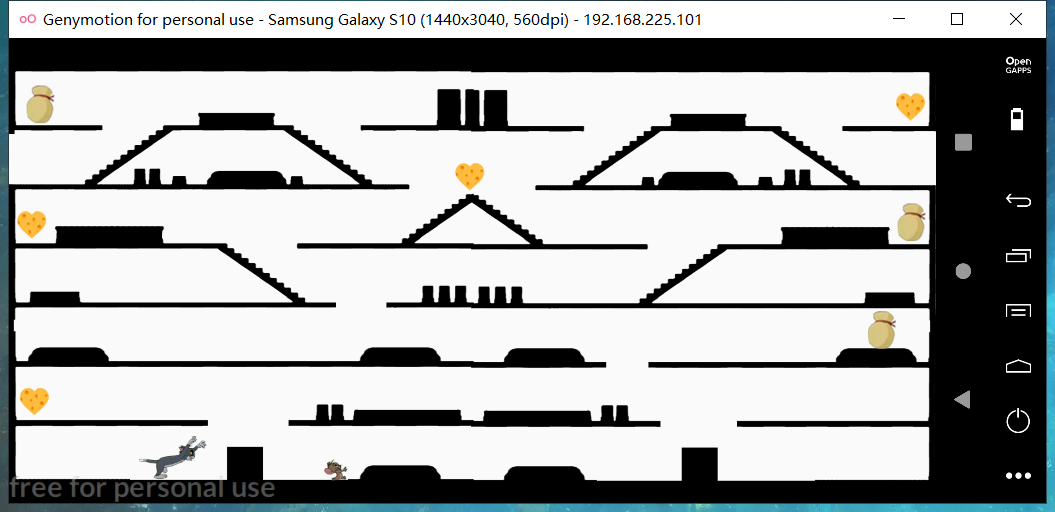 Genymotion for personal use - Samsung Galaxy S10 (1440x3040, 560dpi) - 192.168.225.101
Open
GAPPS
free for personal use